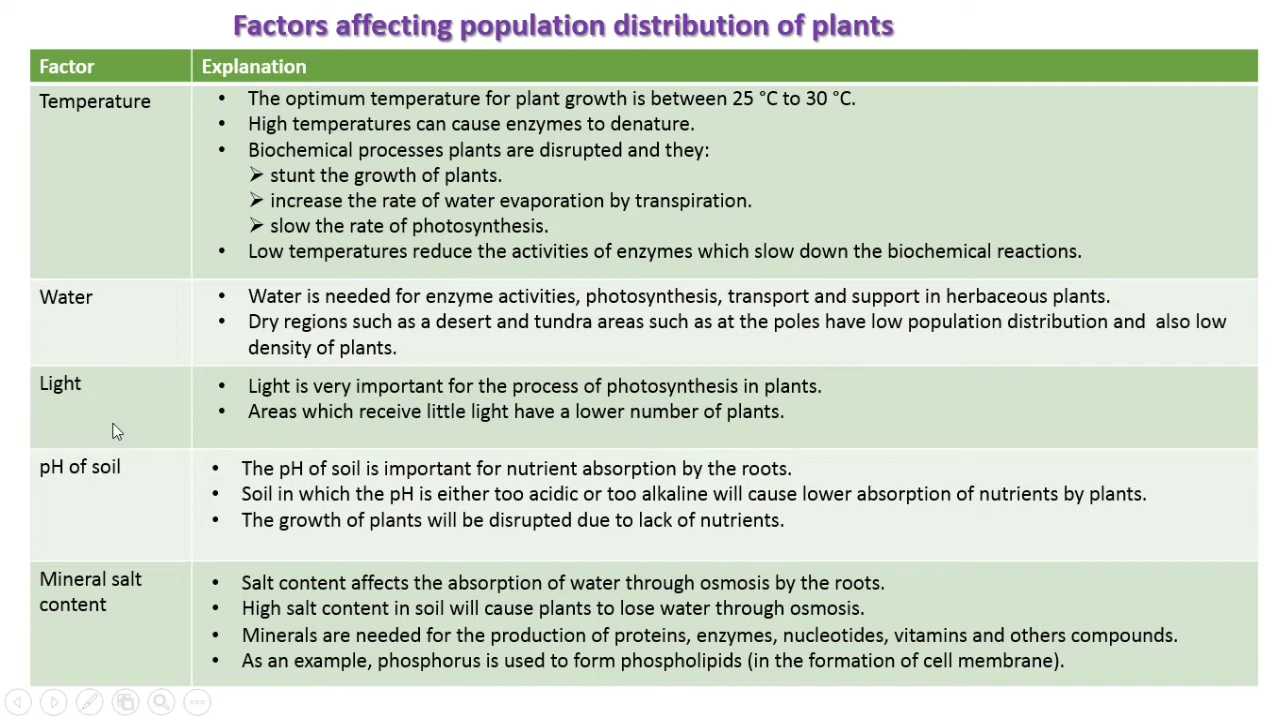 Factors affecting population distribution of plants
Factor
Explanation
Temperature
• The optimum temperature for plant growth is between 25 °C to 30 °C.
• High temperatures can cause enzymes to denature.
• Biochemical processes plants are disrupted and they:
➢ stunt the growth of plants.
➢ increase the rate of water evaporation by transpiration.
➢ slow the rate of photosynthesis.
• Low temperatures reduce the activities of enzymes which slow down the biochemical reactions.
Water
• Water is needed for enzyme activities, photosynthesis, transport and support in herbaceous plants.
• Dry regions such as a desert and tundra areas such as at the poles have low population distribution and also low
density of plants.
Light
• Light is very important for the process of photosynthesis in plants.
• Areas which receive little light have a lower number of plants.
pH of soil
• The pH of soil is important for nutrient absorption by the roots.
• Soil in which the pH is either too acidic or too alkaline will cause lower absorption of nutrients by plants.
• The growth of plants will be disrupted due to lack of nutrients.
Mineral salt
content
• Salt content affects the absorption of water through osmosis by the roots.
• High salt content in soil will cause plants to lose water through osmosis.
• Minerals are needed for the production of proteins, enzymes, nucleotides, vitamins and others compounds.
• As an example, phosphorus is used to form phospholipids (in the formation of cell membrane).